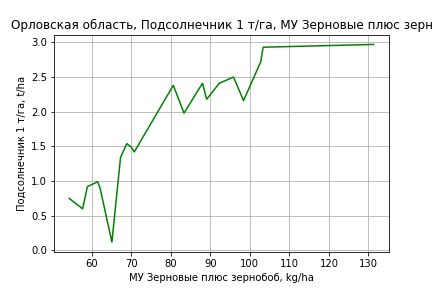 Орловская область, Подсолнечник 1 т/га, МУ Зерновые плюс зерн
3.0
2.5
2.0
1.5
1.0
0.5
0.0
Подсолнечник 1 т/га, t/ha
60 70 80 90 100 110 120 130
МУ Зерновые плюс зернобоб, kg/ha